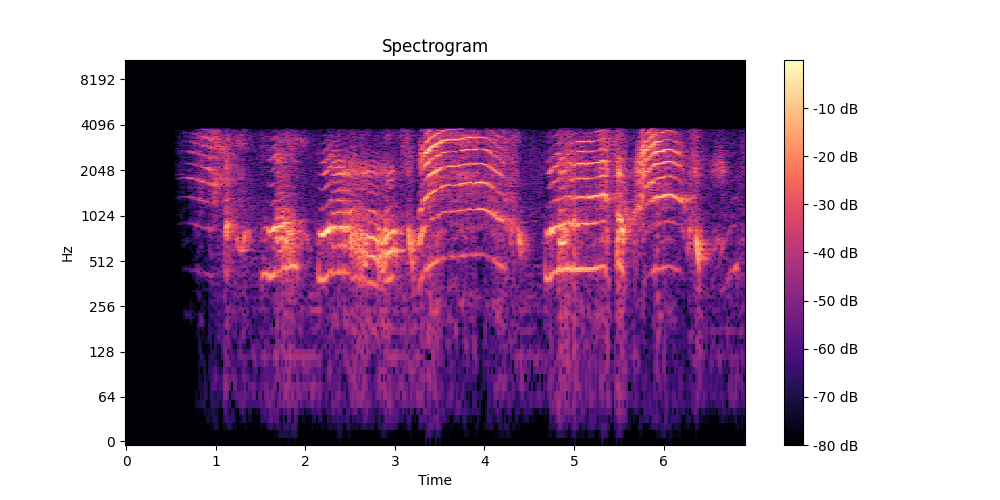 Spectrogram
8192
4096
2048
1024
512
256
128
64
0
Hz
0 1 2 3 4 5 6
Time
-10 dB
-20 dB
-30 dB
-40 dB
-50 dB
-60 dB
-70 dB
-80 dB